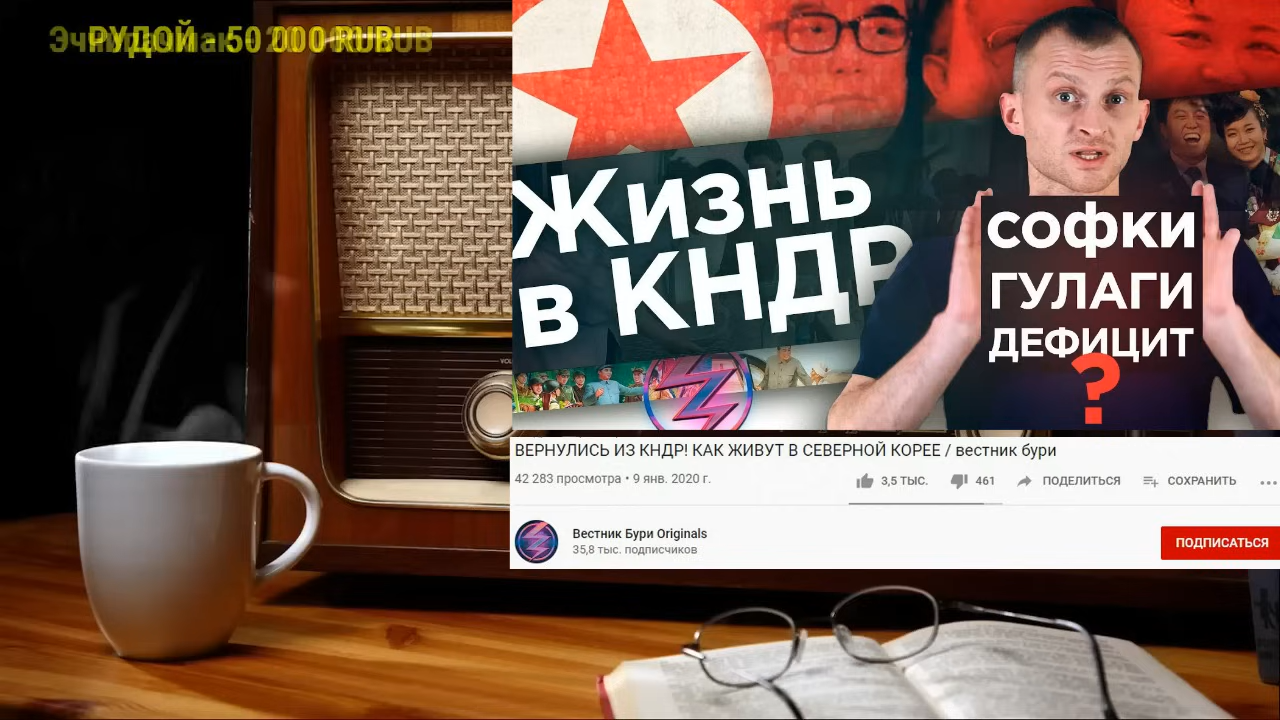 РУДОЙ - 50 000 RUB
Жизнь
в КНДР
СОФКИ
ГУЛАГИ
ДЕФИЦИТ
?
ВЕРНУЛИСЬ ИЗ КНДР! КАК ЖИВУТ В СЕВЕРНОЙ КОРЕЕ / вестник бури
42 283 просмотра • 9 янв. 2020 г.
3,5 ТЫС.
461
ПОДЕЛИТЬСЯ
СОХРАНИТЬ
Вестник Бури Originals
35,8 тыс. подписчиков
ПОДПИСАТЬСЯ